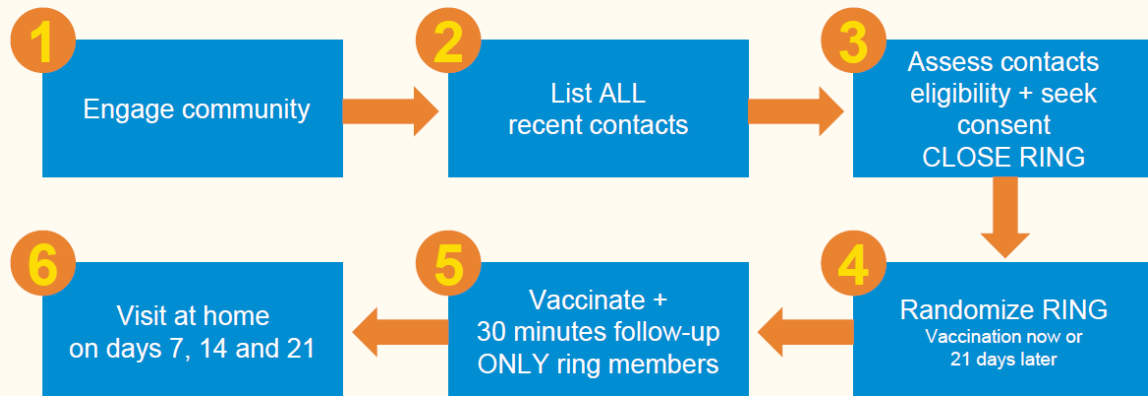 1
Engage community
2
List ALL
recent contacts
3
Assess contacts
eligibility + seek
consent
CLOSE RING
4
Randomize RING
Vaccination now or
21 days later
5
Vaccinate +
30 minutes follow-up
ONLY ring members
6
Visit at home
on days 7, 14 and 21